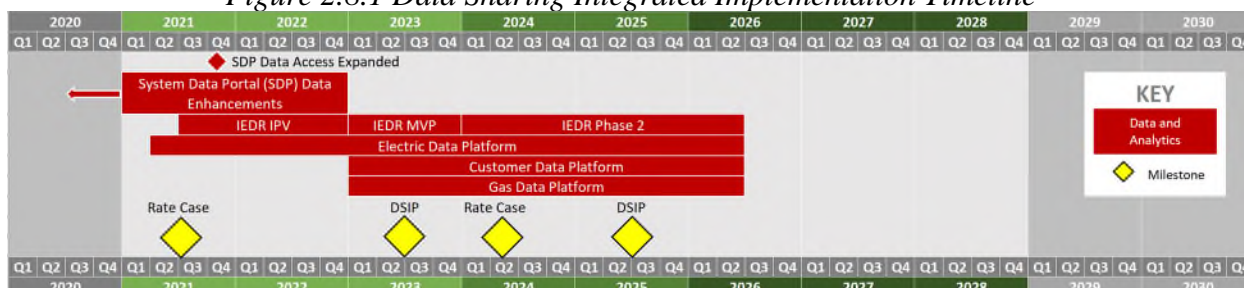 Figure 2.8.1 Data Sharing Integrated Implementation Timeline
2020 2021 2022 2023 2024 2025 2026 2027 2028 2029 2030
Q1 Q2 Q3 Q4 Q1 Q2 Q3 Q4 Q1 Q2 Q3 Q4 Q1 Q2 Q3 Q4 Q1 Q2 Q3 Q4 Q1 Q2 Q3 Q4 Q1 Q2 Q3 Q4 Q1 Q2 Q3 Q4 Q1 Q2 Q3 Q4 Q1 Q2 Q3 Q4 Q1 Q2 Q3 Q4
SDP Data Access Expanded
System Data Portal (SDP) Data
Enhancements
IEDR IPV IEDR MVP IEDR Phase 2
Electric Data Platform
Customer Data Platform
Gas Data Platform
KEY
Data and
Analytics
Milestone
Rate Case DSIP Rate Case DSIP
Q1 Q2 Q3 Q4 Q1 Q2 Q3 Q4 Q1 Q2 Q3 Q4 Q1 Q2 Q3 Q4 Q1 Q2 Q3 Q4 Q1 Q2 Q3 Q4 Q1 Q2 Q3 Q4 Q1 Q2 Q3 Q4 Q1 Q2 Q3 Q4 Q1 Q2 Q3 Q4 Q1 Q2 Q3 Q4
2020 2021 2022 2023 2024 2025 2026 2027 2028 2029 2030